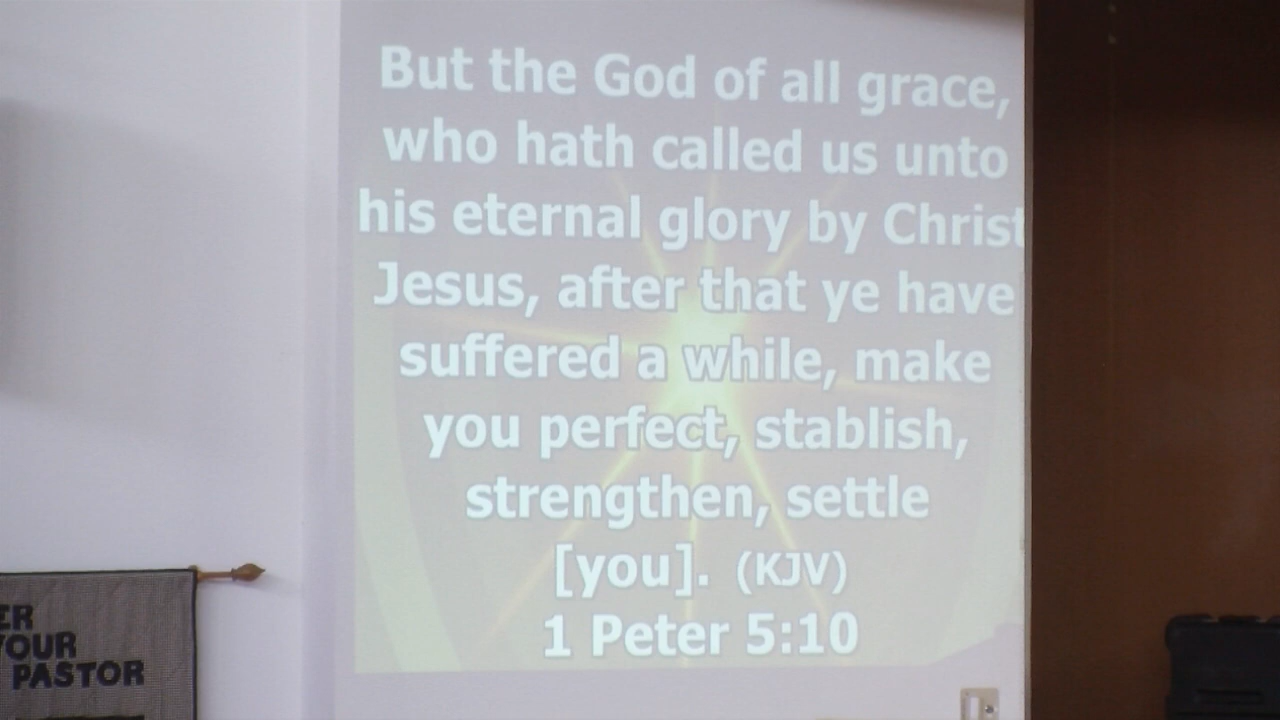 But the God of all grace,
who hath called us unto
his eternal glory by Christ
Jesus, after that ye have
suffered a while, make
you perfect, stablish,
strengthen, settle
[you]. (KJV)
1 Peter 5:10
PASTOR